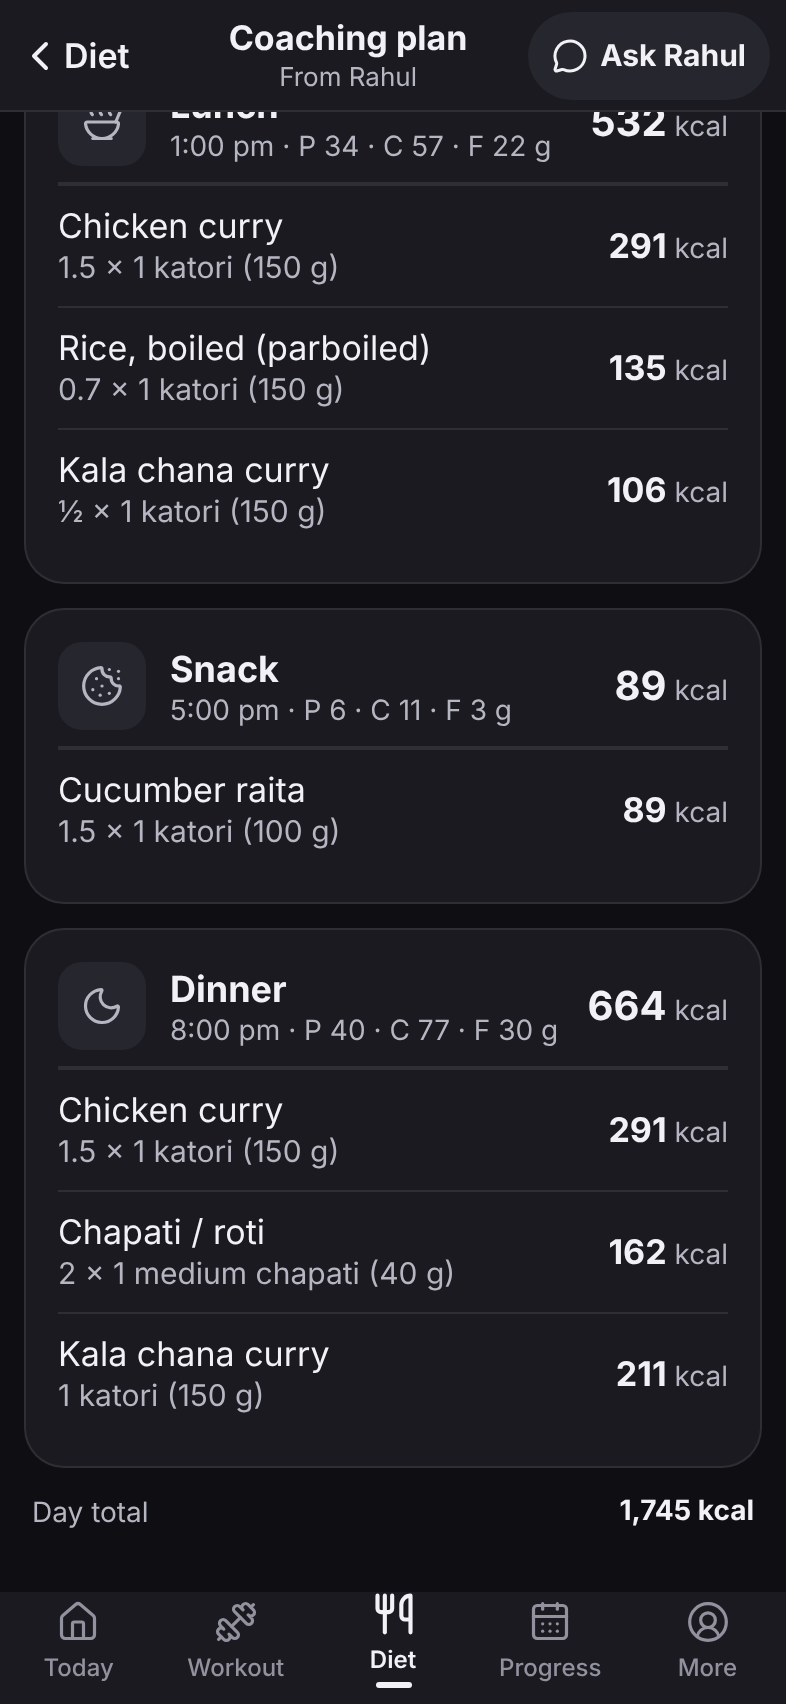 Diet
Coaching plan
From Rahul
Ask Rahul
Lunch
532 kcal
1:00 pm · P 34 · C 57 · F 22 g
Chicken curry
1.5 × 1 katori (150 g)
291 kcal
Rice, boiled (parboiled)
0.7 × 1 katori (150 g)
135 kcal
Kala chana curry
½ × 1 katori (150 g)
106 kcal
Snack
5:00 pm · P 6 · C 11 · F 3 g
89 kcal
Cucumber raita
1.5 × 1 katori (100 g)
89 kcal
Dinner
8:00 pm · P 40 · C 77 · F 30 g
664 kcal
Chicken curry
1.5 × 1 katori (150 g)
291 kcal
Chapati / roti
2 × 1 medium chapati (40 g)
162 kcal
Kala chana curry
1 katori (150 g)
211 kcal
Day total
1,745 kcal
Today
Workout
Diet
Progress
More